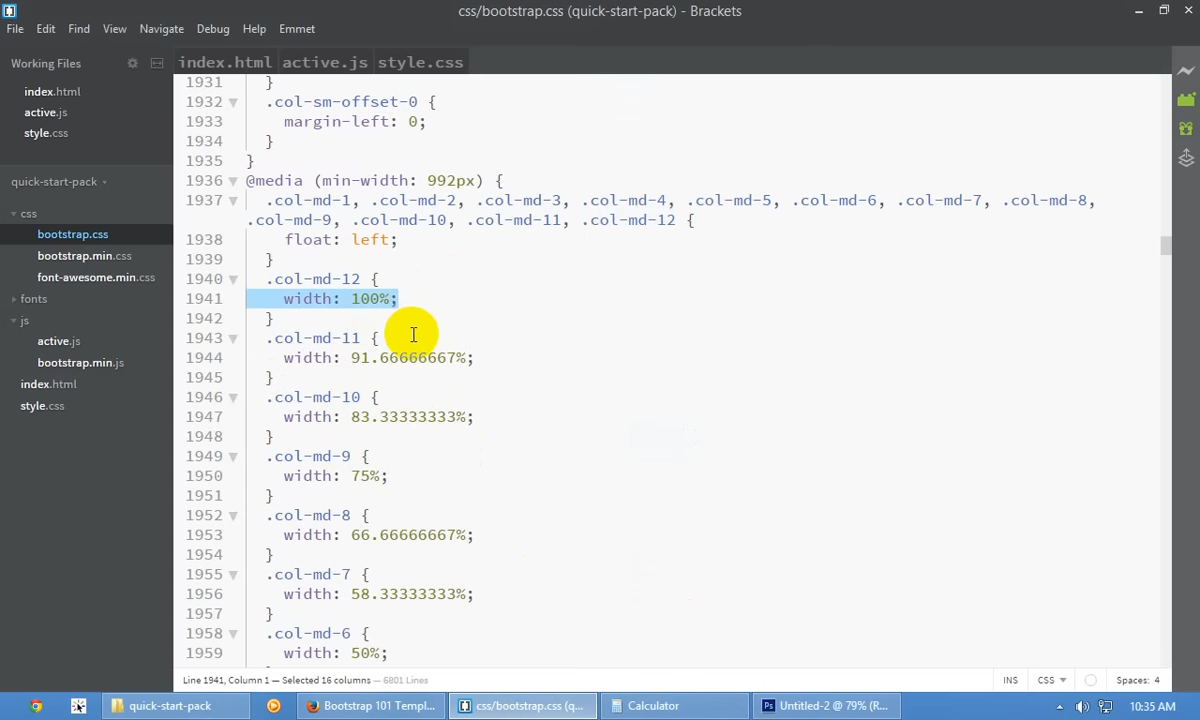 css/bootstrap.css (quick-start-pack) - Brackets
File Edit Find View Navigate Debug Help Emmet
Working Files
index.html
active.js
style.css
quick-start-pack
css
bootstrap.css
bootstrap.min.css
font-awesome.min.css
fonts
js
active.js
bootstrap.min.js
index.html
style.css
index.html active.js style.css
1931 }
1932 .col-sm-offset-0 {
1933 margin-left: 0;
1934 }
1935 }
1936 @media (min-width: 992px) {
1937 .col-md-1, .col-md-2, .col-md-3, .col-md-4, .col-md-5, .col-md-6, .col-md-7, .col-md-8,
.col-md-9, .col-md-10, .col-md-11, .col-md-12 {
1938 float: left;
1939 }
1940 .col-md-12 {
1941 width: 100%;
1942 }
1943 .col-md-11 {
1944 width: 91.66666667%;
1945 }
1946 .col-md-10 {
1947 width: 83.33333333%;
1948 }
1949 .col-md-9 {
1950 width: 75%;
1951 }
1952 .col-md-8 {
1953 width: 66.66666667%;
1954 }
1955 .col-md-7 {
1956 width: 58.33333333%;
1957 }
1958 .col-md-6 {
1959 width: 50%;
Line 1941, Column 1 — Selected 16 columns — 6801 Lines
INS CSS Spaces: 4
quick-start-pack
Bootstrap 101 Templ...
css/bootstrap.css (q...
Calculator
Untitled-2 @ 79% (R...
10:35 AM